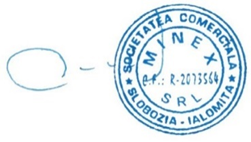 SOCIETATEA COMERCIALA
MINEX
C.F.: R-2073564
SRL
* SLOBOZIA - IALOMITA *